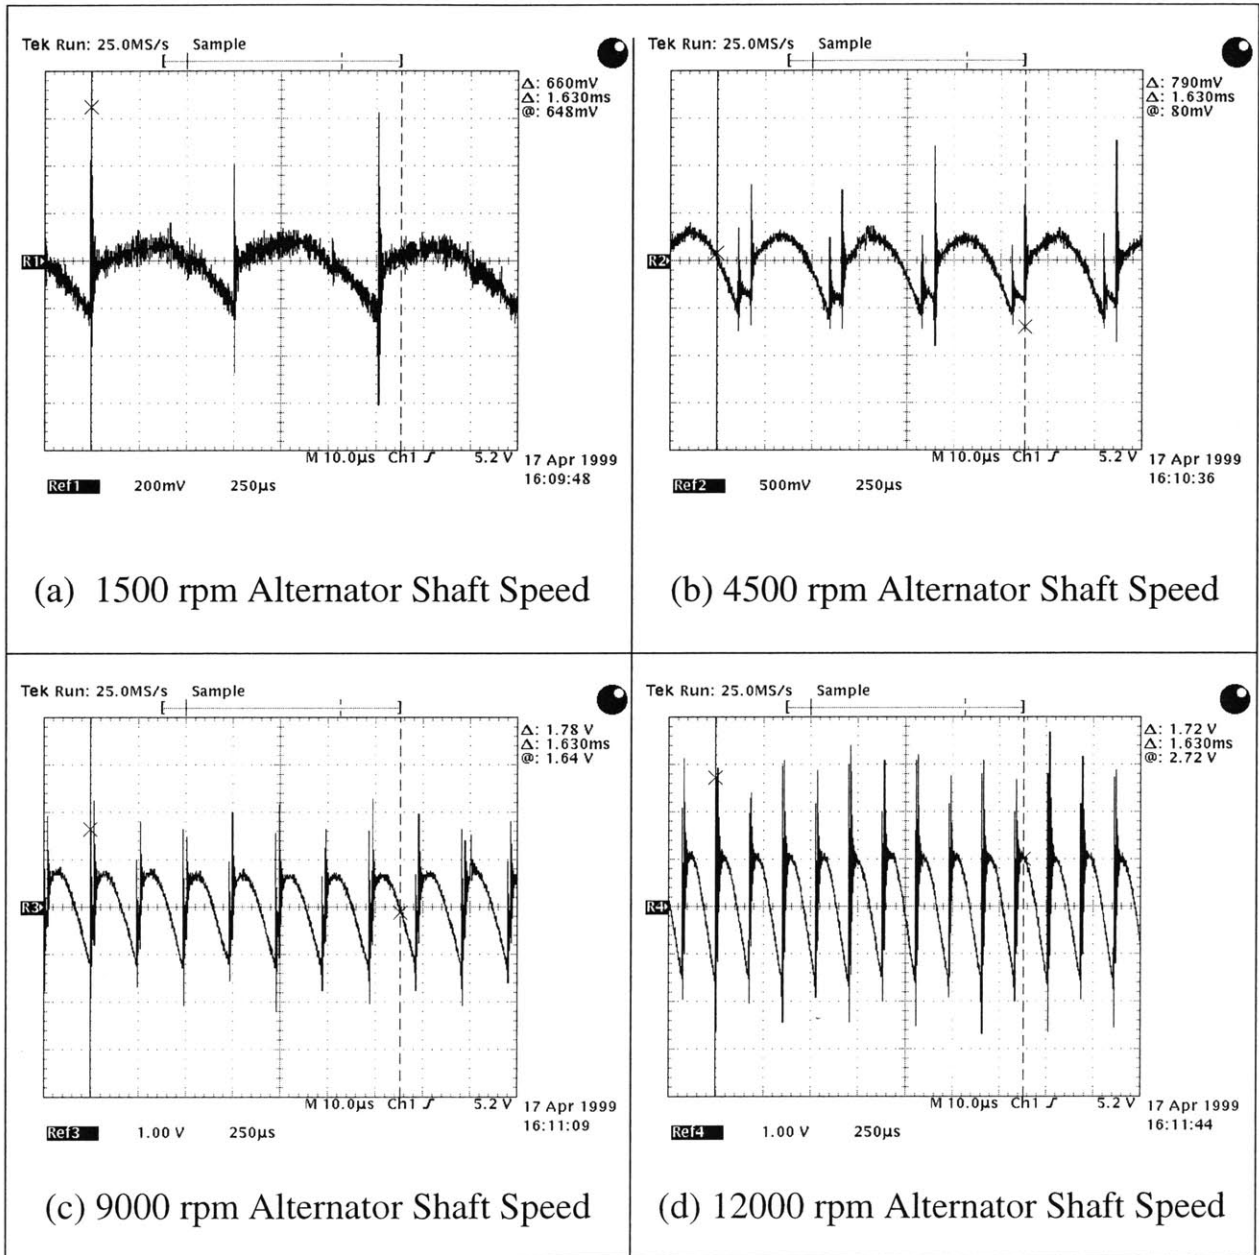 Tek Run: 25.0MS/s Sample
Δ: 660mV
Δ: 1.630ms
@: 648mV
R1
M 10.0µs Ch1 ʃ 5.2 V
17 Apr 1999
16:09:48
Ref1 200mV 250µs
(a) 1500 rpm Alternator Shaft Speed
Tek Run: 25.0MS/s Sample
Δ: 790mV
Δ: 1.630ms
@: 80mV
R2
M 10.0µs Ch1 ʃ 5.2 V
17 Apr 1999
16:10:36
Ref2 500mV 250µs
(b) 4500 rpm Alternator Shaft Speed
Tek Run: 25.0MS/s Sample
Δ: 1.78 V
Δ: 1.630ms
@: 1.64 V
R3
M 10.0µs Ch1 ʃ 5.2 V
17 Apr 1999
16:11:09
Ref3 1.00 V 250µs
(c) 9000 rpm Alternator Shaft Speed
Tek Run: 25.0MS/s Sample
Δ: 1.72 V
Δ: 1.630ms
@: 2.72 V
R4
M 10.0µs Ch1 ʃ 5.2 V
17 Apr 1999
16:11:44
Ref4 1.00 V 250µs
(d) 12000 rpm Alternator Shaft Speed